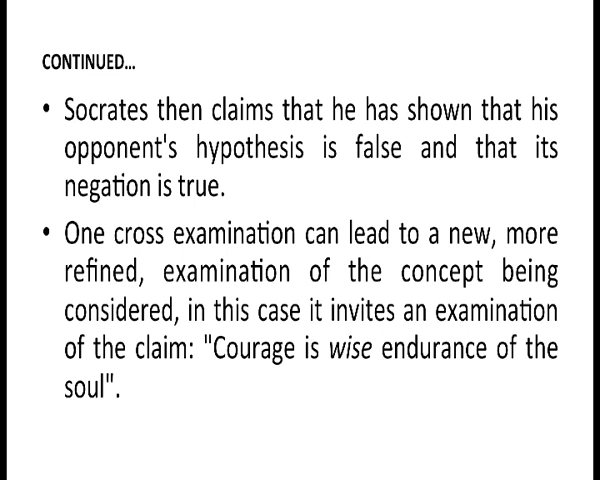 CONTINUED...
• Socrates then claims that he has shown that his
opponent's hypothesis is false and that its
negation is true.
• One cross examination can lead to a new, more
refined, examination of the concept being
considered, in this case it invites an examination
of the claim: "Courage is wise endurance of the
soul".